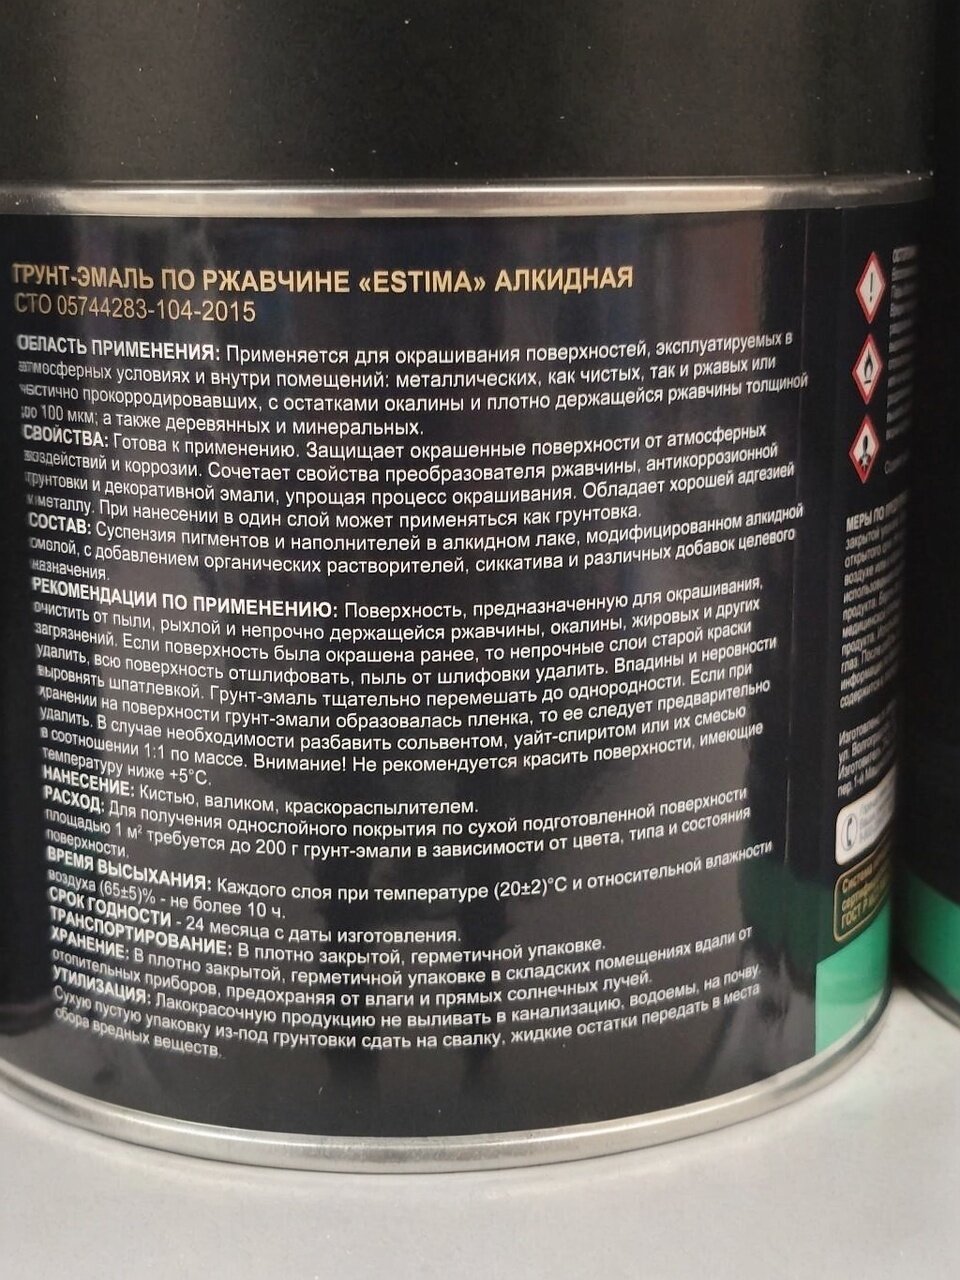 ГРУНТ-ЭМАЛЬ ПО РЖАВЧИНЕ «ESTIMA» АЛКИДНАЯ
СТО 05744283-104-2015
ОБЛАСТЬ ПРИМЕНЕНИЯ: Применяется для окрашивания поверхностей, эксплуатируемых в
атмосферных условиях и внутри помещений: металлических, как чистых, так и ржавых или
частично прокорродировавших, с остатками окалины и плотно держащейся ржавчины толщиной
до 100 мкм; а также деревянных и минеральных.
СВОЙСТВА: Готова к применению. Защищает окрашенные поверхности от атмосферных
воздействий и коррозии. Сочетает свойства преобразователя ржавчины, антикоррозионной
грунтовки и декоративной эмали, упрощая процесс окрашивания. Обладает хорошей адгезией
к металлу. При нанесении в один слой может применяться как грунтовка.
СОСТАВ: Суспензия пигментов и наполнителей в алкидном лаке, модифицированном алкидной
смолой, с добавлением органических растворителей, сиккатива и различных добавок целевого
назначения.
РЕКОМЕНДАЦИИ ПО ПРИМЕНЕНИЮ: Поверхность, предназначенную для окрашивания,
очистить от пыли, рыхлой и непрочно держащейся ржавчины, окалины, жировых и других
загрязнений. Если поверхность была окрашена ранее, то непрочные слои старой краски
удалить, всю поверхность отшлифовать, пыль от шлифовки удалить. Впадины и неровности
выровнять шпатлевкой. Грунт-эмаль тщательно перемешать до однородности. Если при
хранении на поверхности грунт-эмали образовалась пленка, то ее следует предварительно
удалить. В случае необходимости разбавить сольвентом, уайт-спиритом или их смесью
в соотношении 1:1 по массе. Внимание! Не рекомендуется красить поверхности, имеющие
температуру ниже +5°С.
НАНЕСЕНИЕ: Кистью, валиком, краскораспылителем.
РАСХОД: Для получения однослойного покрытия по сухой подготовленной поверхности
площадью 1 м² требуется до 200 г грунт-эмали в зависимости от цвета, типа и состояния
поверхности.
ВРЕМЯ ВЫСЫХАНИЯ: Каждого слоя при температуре (20±2)°С и относительной влажности
воздуха (65±5)% - не более 10 ч.
СРОК ГОДНОСТИ - 24 месяца с даты изготовления.
ТРАНСПОРТИРОВАНИЕ: В плотно закрытой, герметичной упаковке.
ХРАНЕНИЕ: В плотно закрытой, герметичной упаковке в складских помещениях вдали от
отопительных приборов, предохраняя от влаги и прямых солнечных лучей.
УТИЛИЗАЦИЯ: Лакокрасочную продукцию не выливать в канализацию, водоемы, на почву.
Сухую пустую упаковку из-под грунтовки сдать на свалку, жидкие остатки передать в места
сбора вредных веществ.
МЕРЫ ПО
ул.
Система
ГОСТ Р